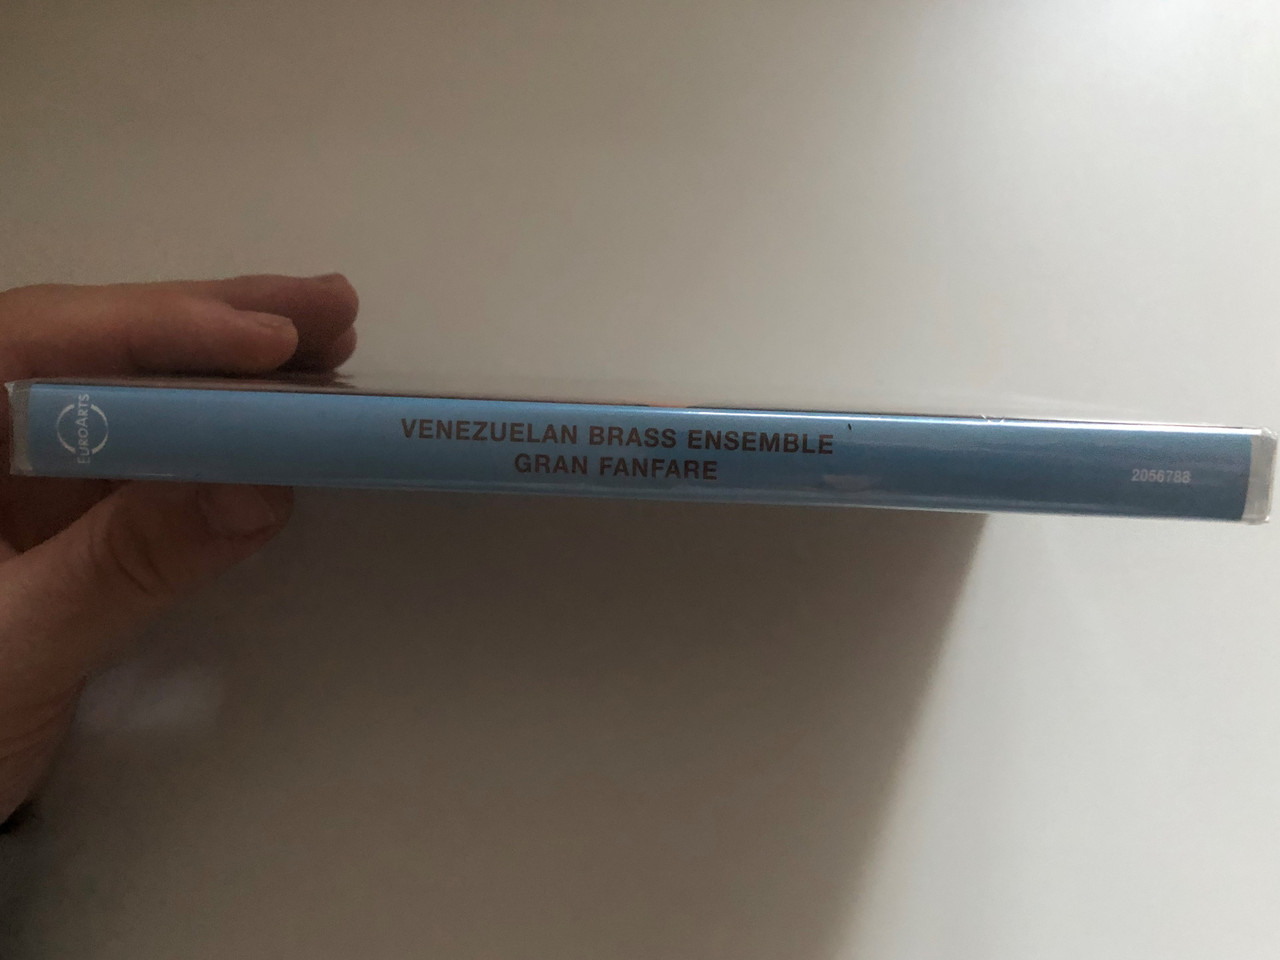 EUROARTS
VENEZUELAN BRASS ENSEMBLE
GRAN FANFARE
2056788